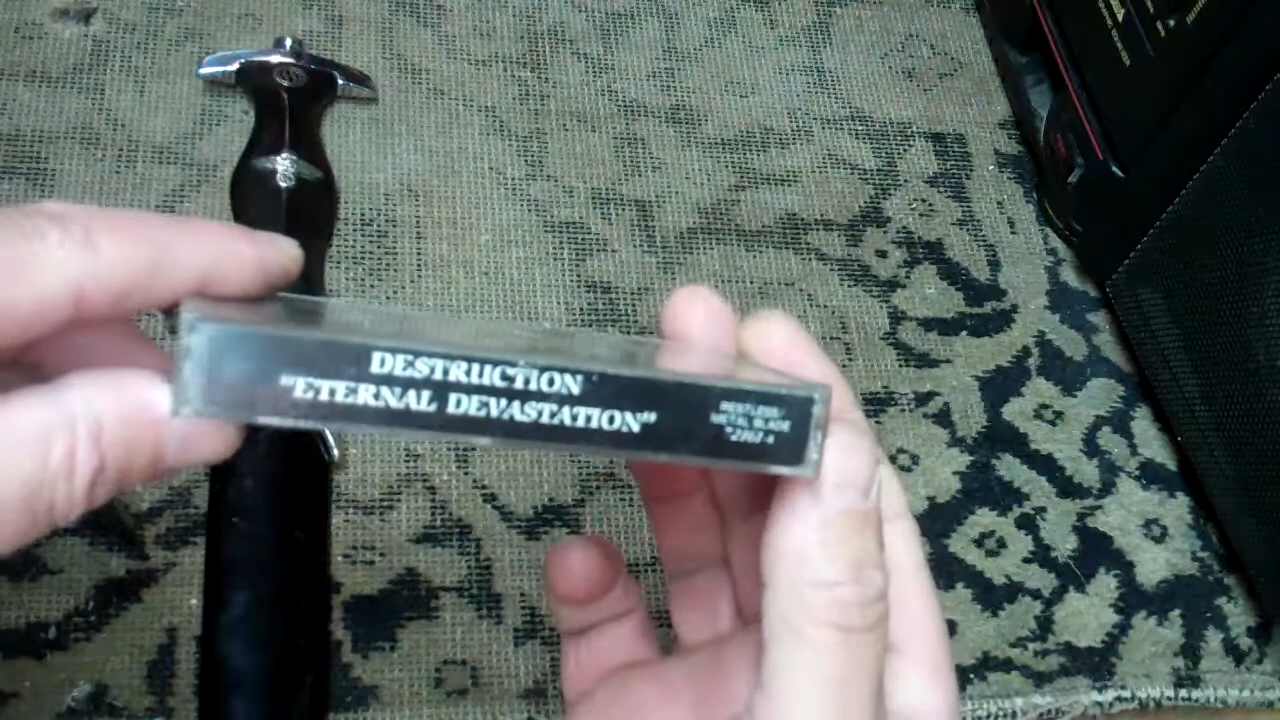 DESTRUCTION
"ETERNAL DEVASTATION"
RESTLESS/
METAL BLADE